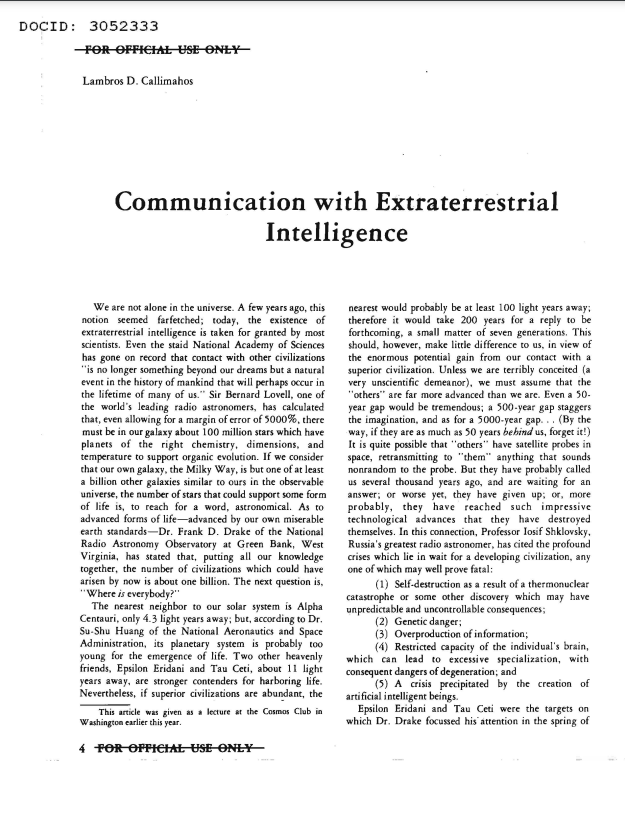 DOCID: 3052333
FOR OFFICIAL USE ONLY
Lambros D. Callimahos
Communication with Extraterrestrial
Intelligence
We are not alone in the universe. A few years ago, this
notion seemed farfetched; today, the existence of
extraterrestrial intelligence is taken for granted by most
scientists. Even the staid National Academy of Sciences
has gone on record that contact with other civilizations
"is no longer something beyond our dreams but a natural
event in the history of mankind that will perhaps occur in
the lifetime of many of us." Sir Bernard Lovell, one of
the world's leading radio astronomers, has calculated
that, even allowing for a margin of error of 5000%, there
must be in our galaxy about 100 million stars which have
planets of the right chemistry, dimensions, and
temperature to support organic evolution. If we consider
that our own galaxy, the Milky Way, is but one of at least
a billion other galaxies similar to ours in the observable
universe, the number of stars that could support some form
of life is, to reach for a word, astronomical. As to
advanced forms of life—advanced by our own miserable
earth standards—Dr. Frank D. Drake of the National
Radio Astronomy Observatory at Green Bank, West
Virginia, has stated that, putting all our knowledge
together, the number of civilizations which could have
arisen by now is about one billion. The next question is,
"Where is everybody?"
The nearest neighbor to our solar system is Alpha
Centauri, only 4.3 light years away; but, according to Dr.
Su-Shu Huang of the National Aeronautics and Space
Administration, its planetary system is probably too
young for the emergence of life. Two other heavenly
friends, Epsilon Eridani and Tau Ceti, about 11 light
years away, are stronger contenders for harboring life.
Nevertheless, if superior civilizations are abundant, the
This article was given as a lecture at the Cosmos Club in
Washington earlier this year.
4 FOR OFFICIAL USE ONLY
nearest would probably be at least 100 light years away;
therefore it would take 200 years for a reply to be
forthcoming, a small matter of seven generations. This
should, however, make little difference to us, in view of
the enormous potential gain from our contact with a
superior civilization. Unless we are terribly conceited (a
very unscientific demeanor), we must assume that the
"others" are far more advanced than we are. Even a 50-
year gap would be tremendous; a 500-year gap staggers
the imagination, and as for a 5000-year gap. . . (By the
way, if they are as much as 50 years behind us, forget it!)
It is quite possible that "others" have satellite probes in
space, retransmitting to "them" anything that sounds
nonrandom to the probe. But they have probably called
us several thousand years ago, and are waiting for an
answer; or worse yet, they have given up; or, more
probably, they have reached such impressive
technological advances that they have destroyed
themselves. In this connection, Professor Iosif Shklovsky,
Russia's greatest radio astronomer, has cited the profound
crises which lie in wait for a developing civilization, any
one of which may well prove fatal:
(1) Self-destruction as a result of a thermonuclear
catastrophe or some other discovery which may have
unpredictable and uncontrollable consequences;
(2) Genetic danger;
(3) Overproduction of information;
(4) Restricted capacity of the individual's brain,
which can lead to excessive specialization, with
consequent dangers of degeneration; and
(5) A crisis precipitated by the creation of
artificial intelligent beings.
Epsilon Eridani and Tau Ceti were the targets on
which Dr. Drake focussed his attention in the spring of